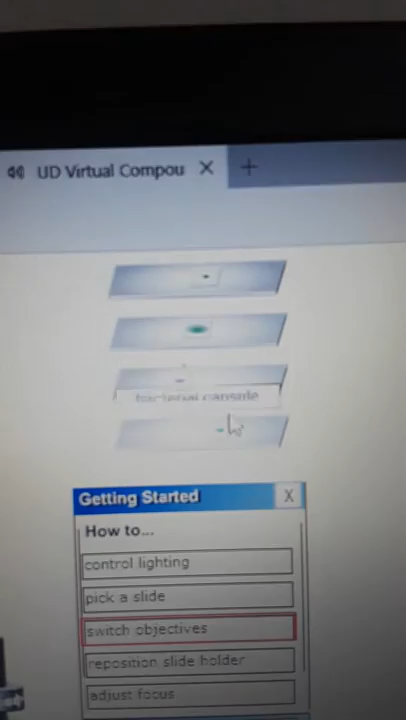 UD Virtual Compou
bacterial capsule
Getting Started
X
How to...
control lighting
pick a slide
switch objectives
reposition slide holder
adjust focus